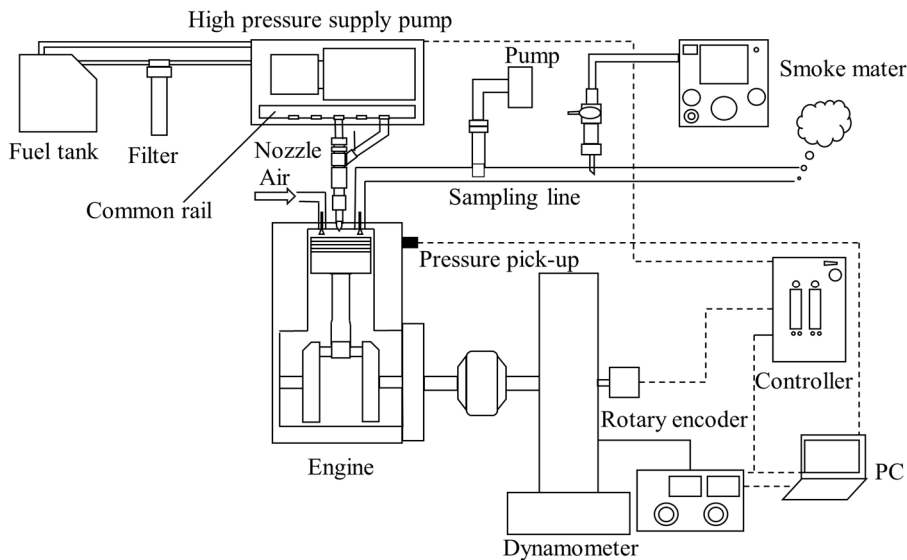 High pressure supply pump
Pump
Smoke mater
Fuel tank
Filter
Nozzle
Air
Common rail
Sampling line
Pressure pick-up
Controller
Rotary encoder
Engine
PC
Dynamometer